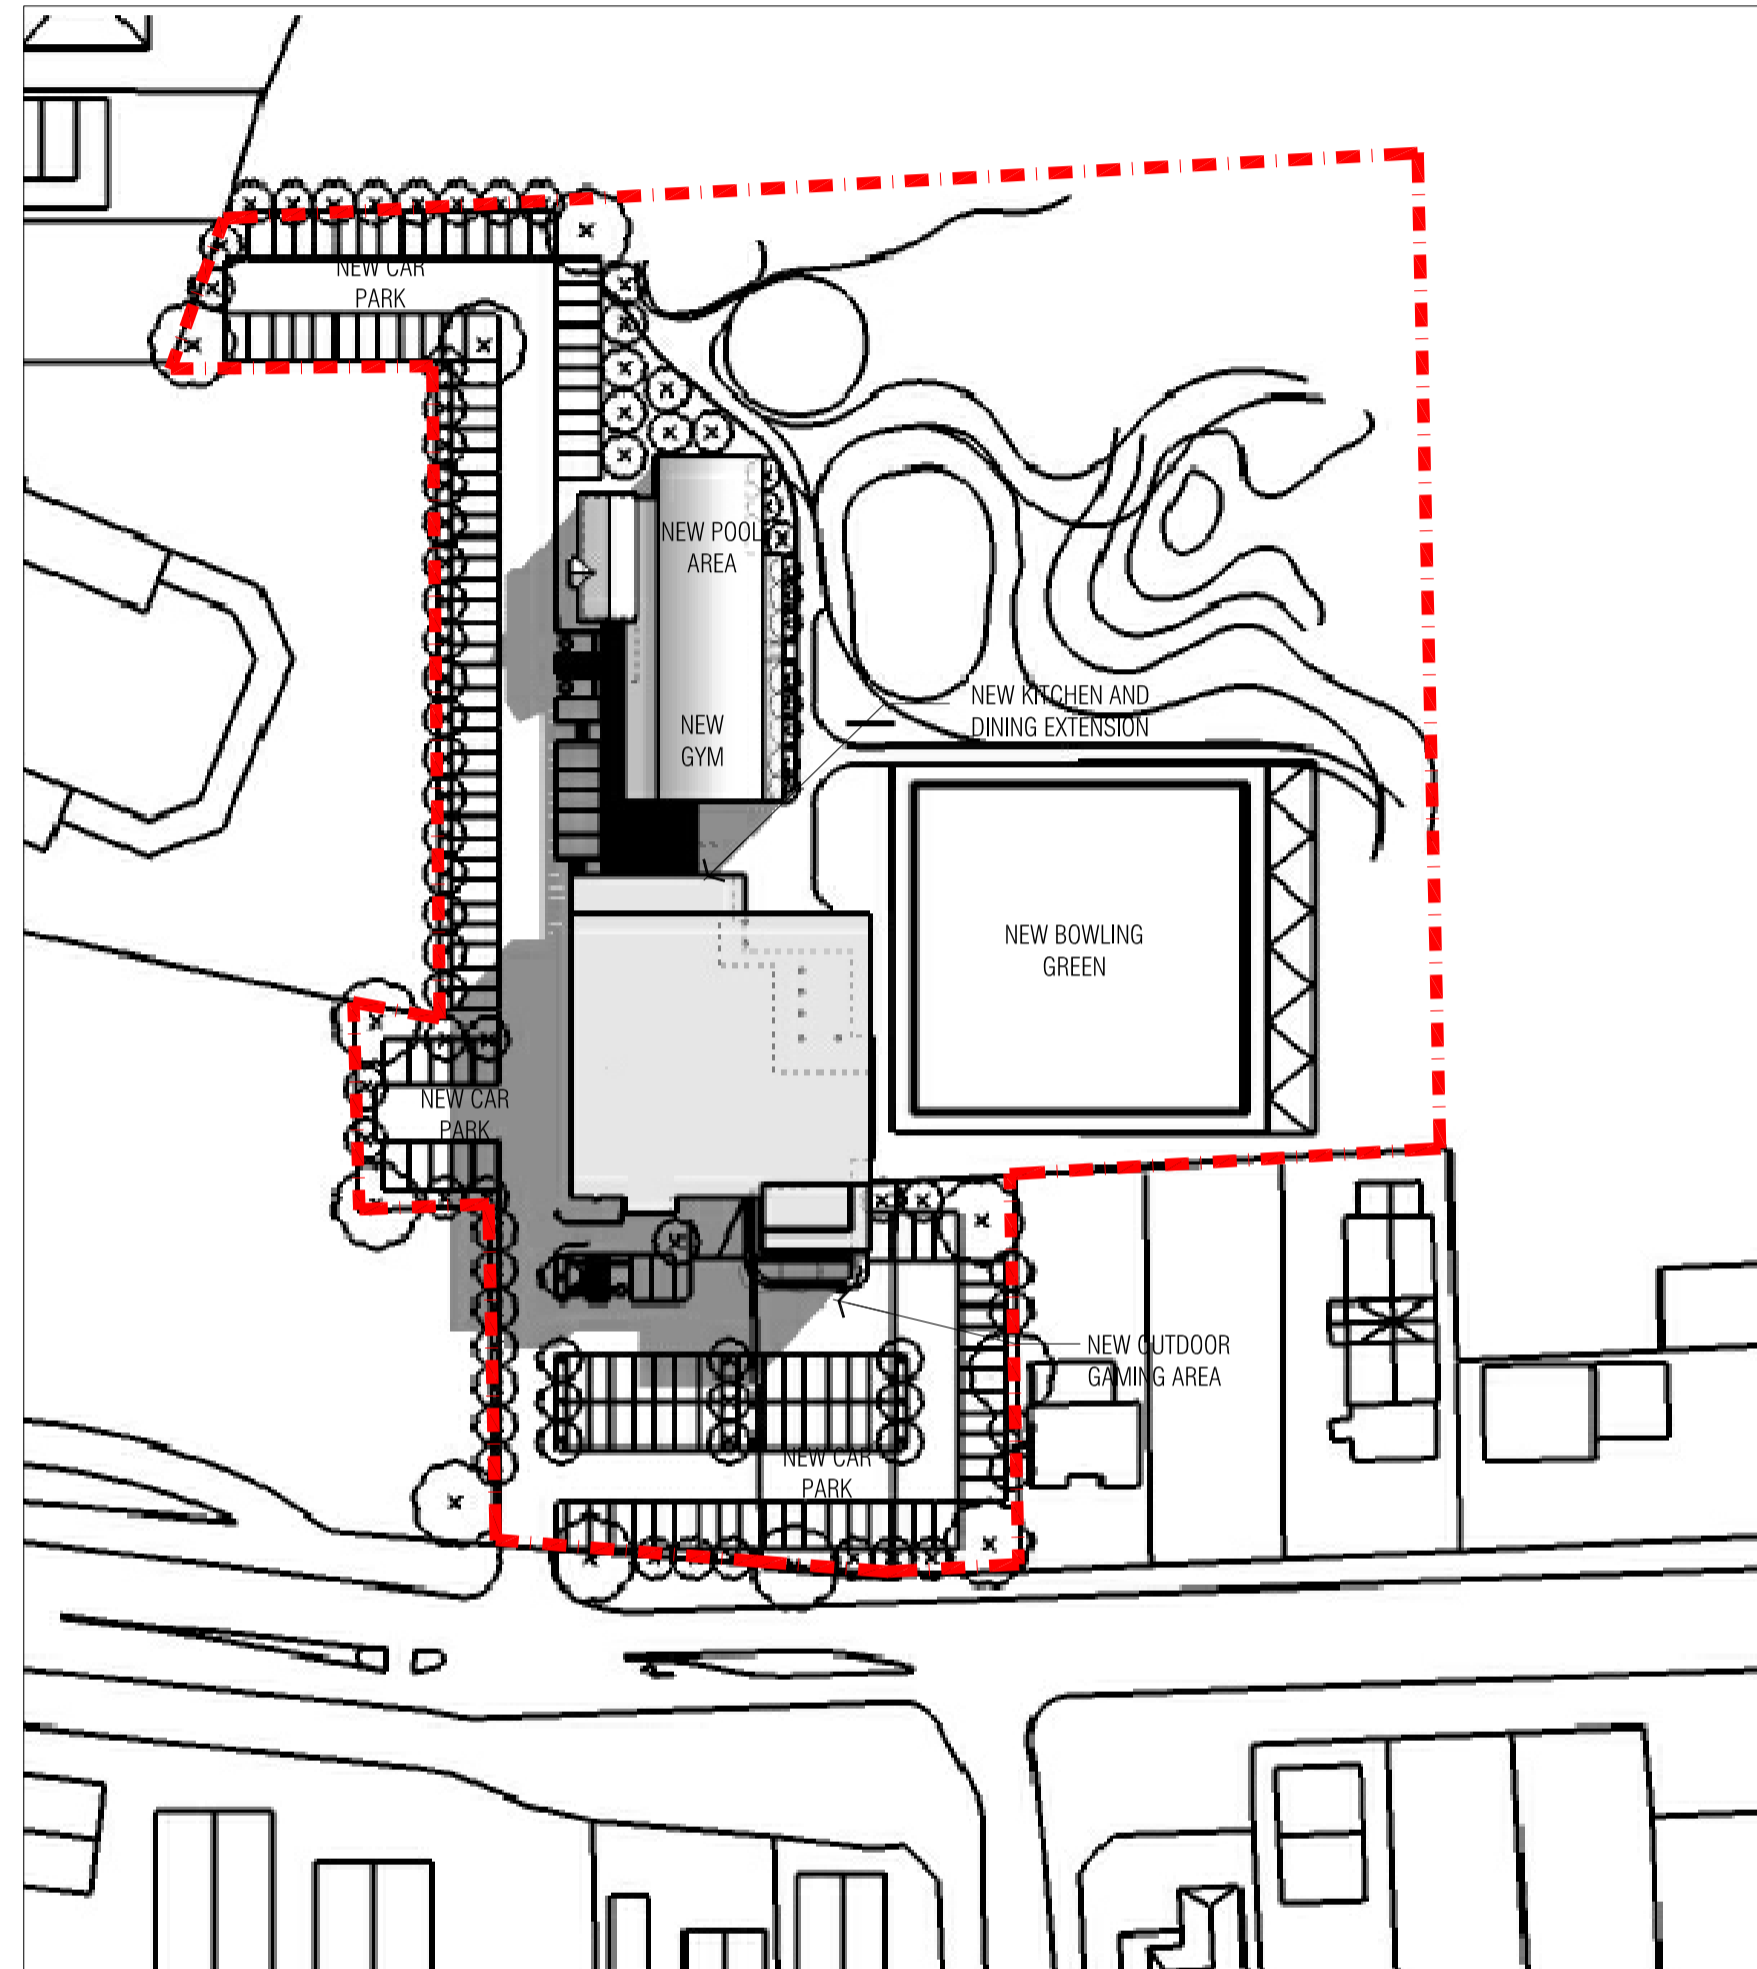 NEW CAR
PARK
NEW POOL
AREA
NEW KITCHEN AND
DINING EXTENSION
NEW
GYM
NEW BOWLING
GREEN
NEW CAR
PARK
NEW OUTDOOR
GAMING AREA
NEW CAR
PARK